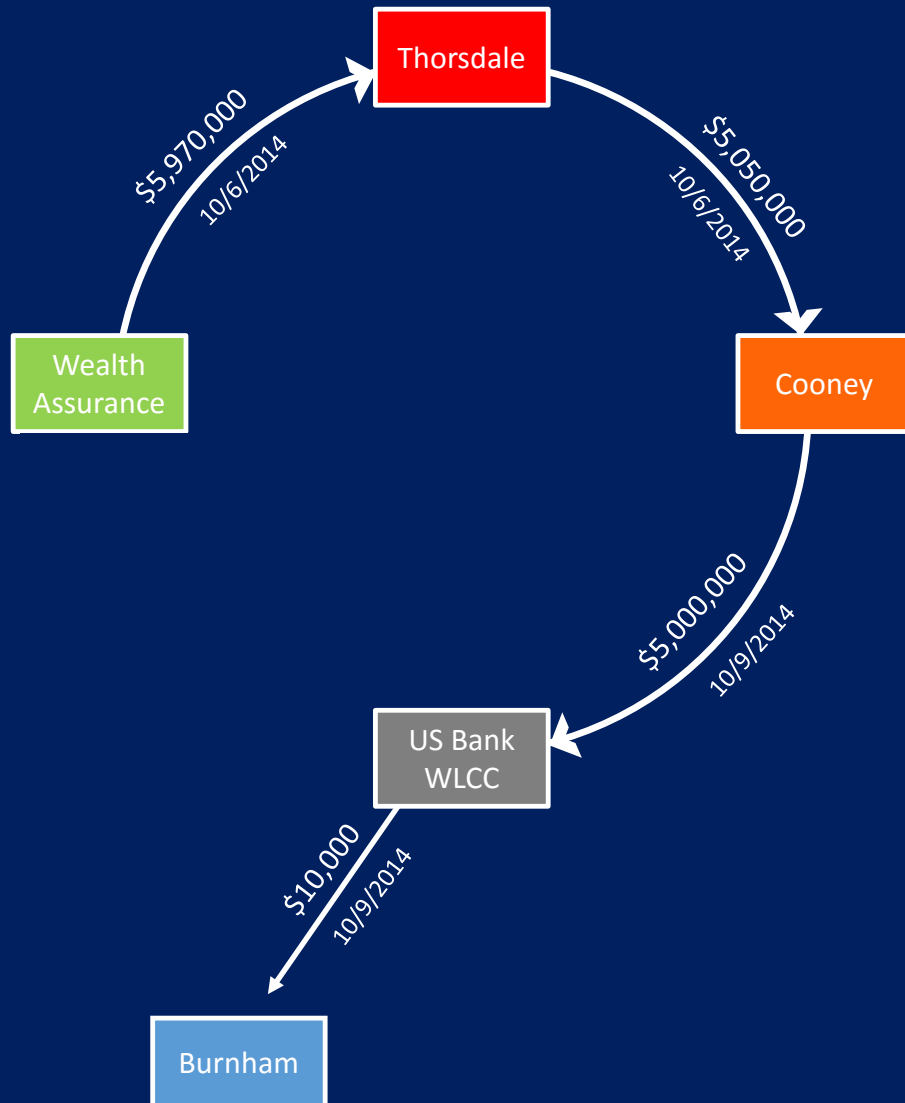 Thorsdale
$5,970,000
10/6/2014
$5,050,000
10/6/2014
Wealth
Assurance
Cooney
$5,000,000
10/9/2014
US Bank
WLCC
$10,000
10/9/2014
Burnham